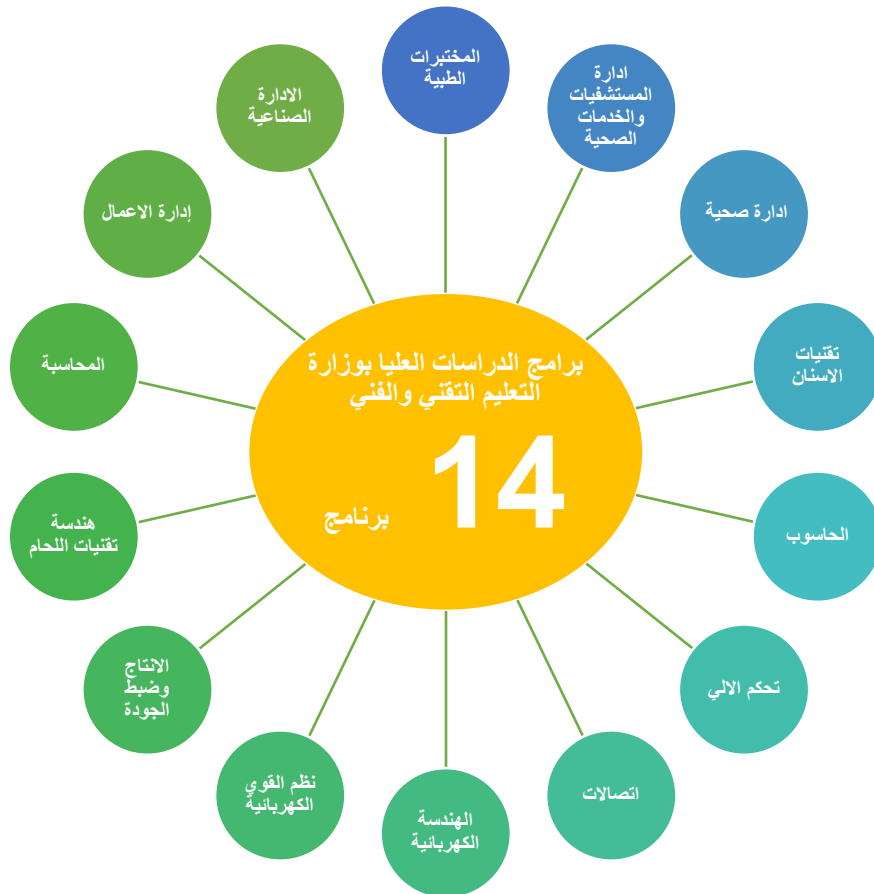 المختبرات
الطبية
ادارة
المستشفيات
والخدمات
الصحية
ادارة صحية
تقنيات
الاسنان
الحاسوب
تحكم الالي
اتصالات
الهندسة
الكهربائية
نظم القوي
الكهربائية
الانتاج
وضبط
الجودة
هندسة
تقنيات اللحام
المحاسبة
إدارة الاعمال
الادارة
الصناعية
برامج الدراسات العليا بوزارة
التعليم التقني والفني
14 برنامج